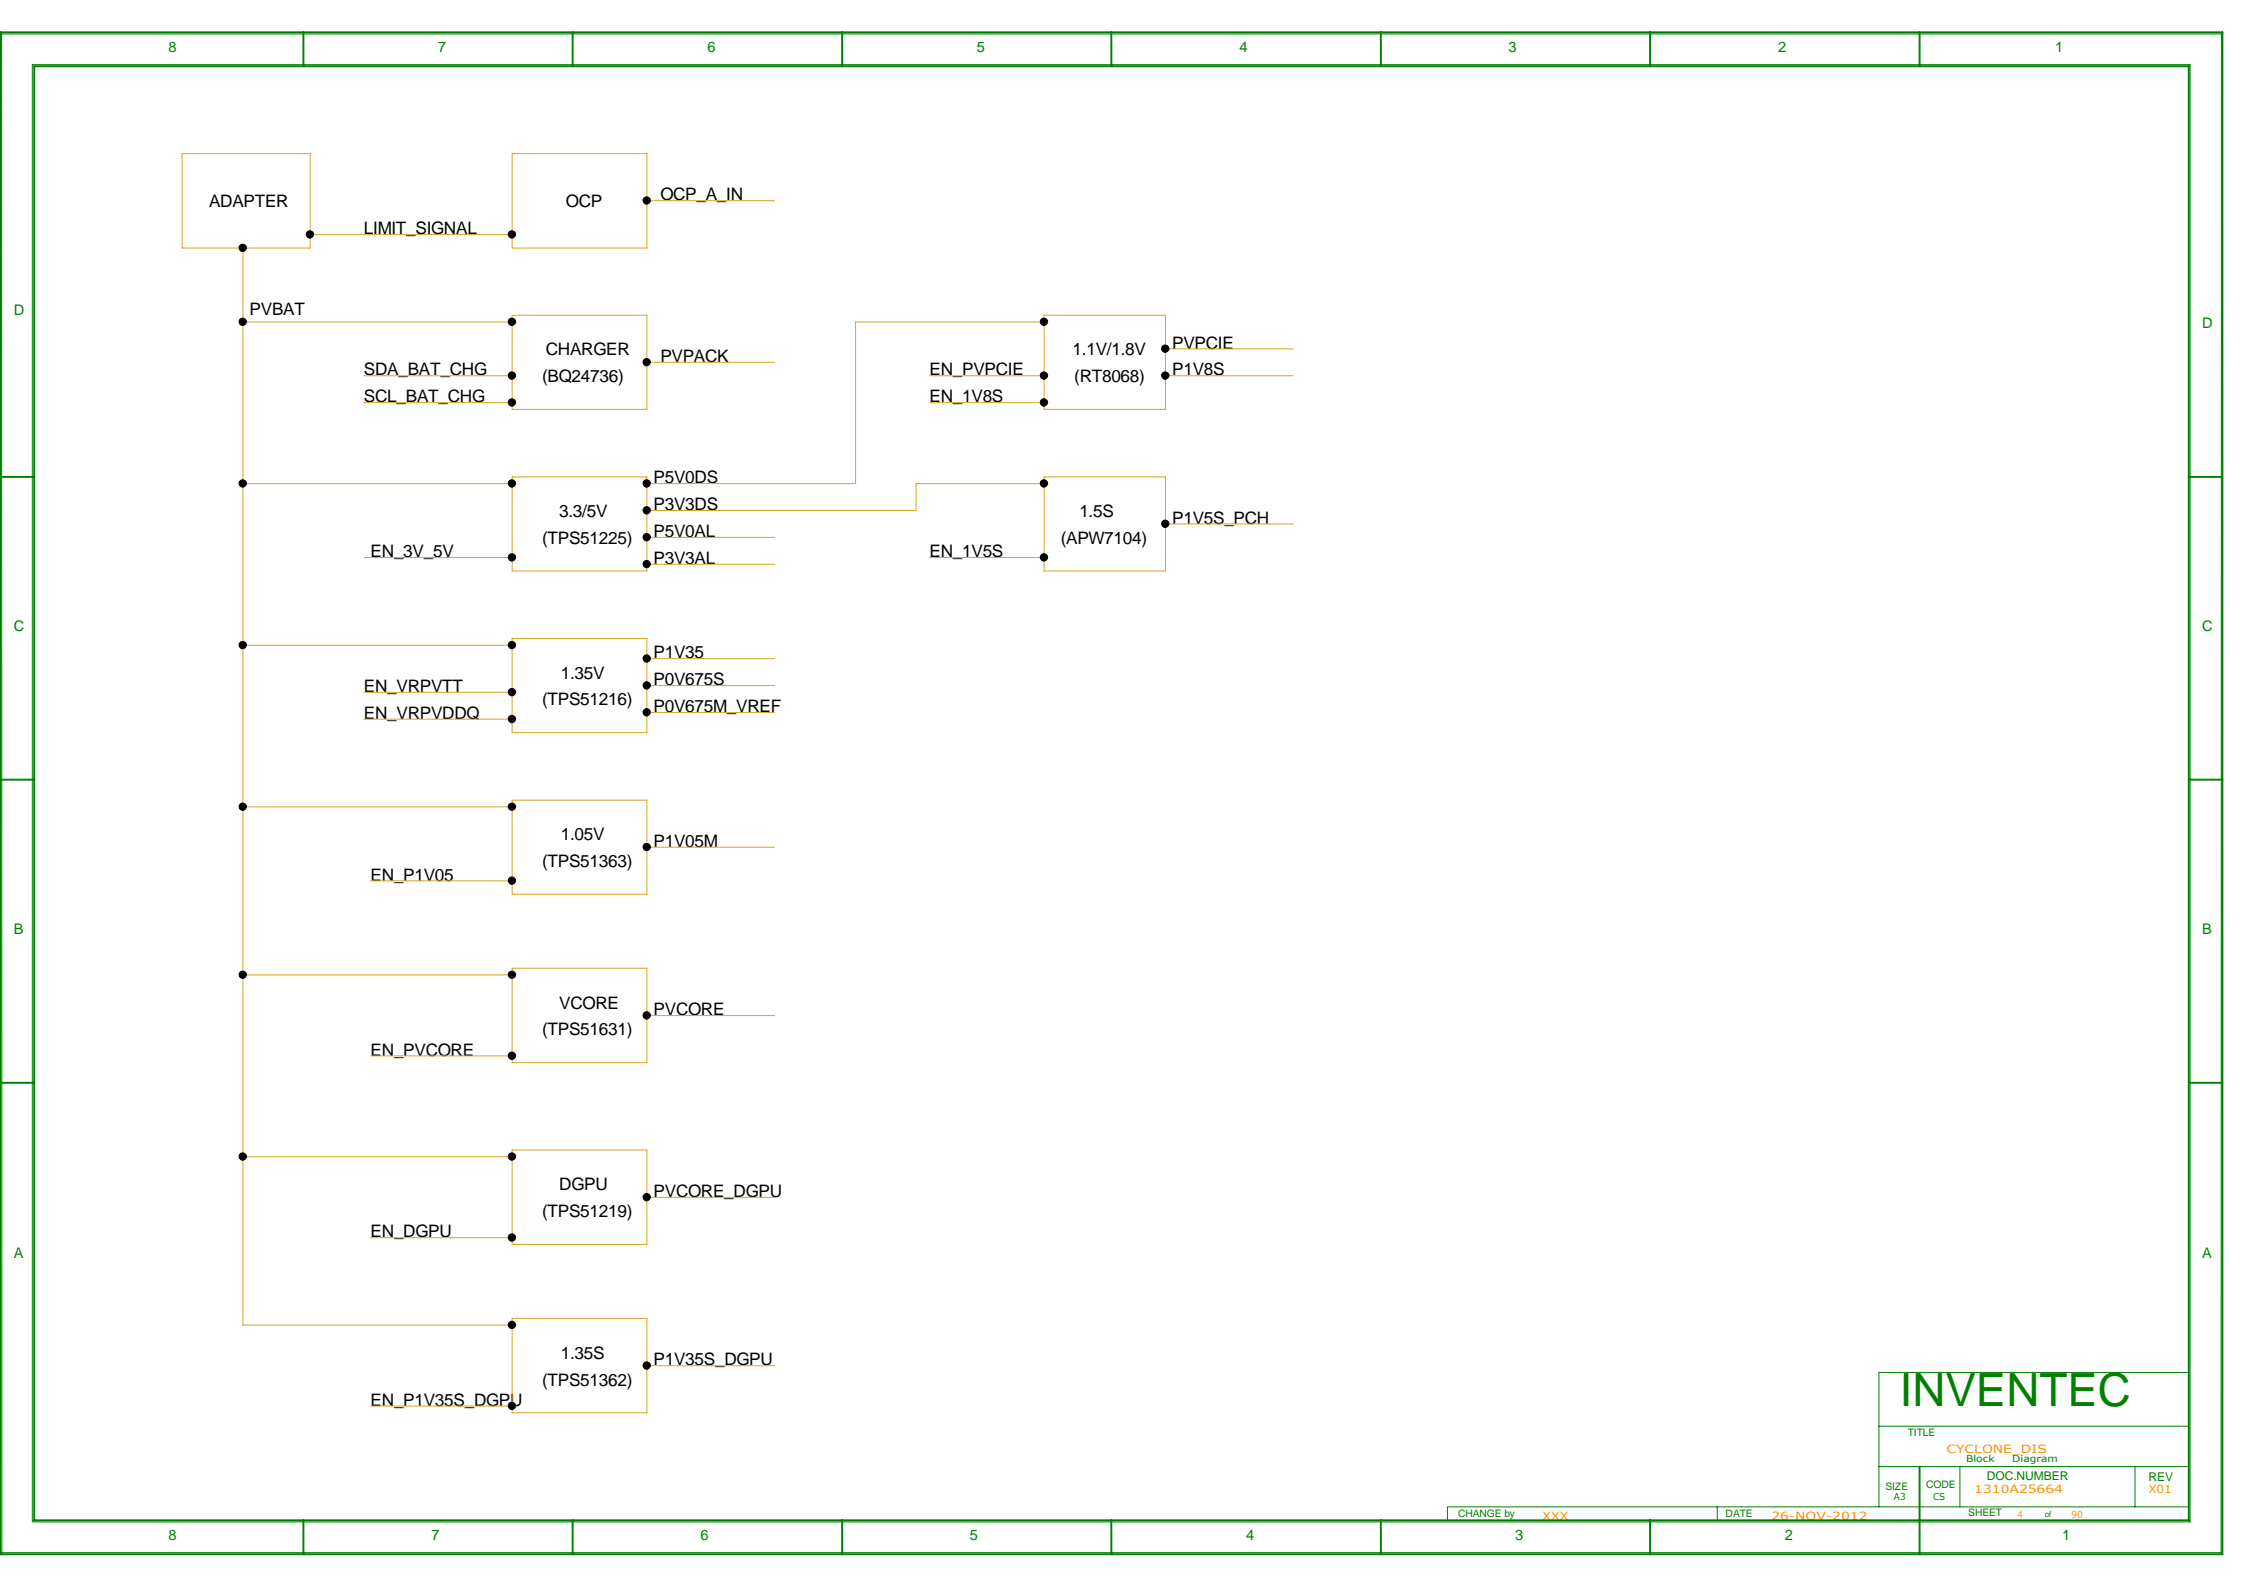 8 7 6 5 4 3 2 1
ADAPTER
OCP
OCP_A_IN
LIMIT_SIGNAL
D
D
PVBAT
CHARGER
(BQ24736)
PVPACK
SDA_BAT_CHG
SCL_BAT_CHG
1.1V/1.8V
(RT8068)
PVPCIE
P1V8S
EN_PVPCIE
EN_1V8S
3.3/5V
(TPS51225)
P5V0DS
P3V3DS
P5V0AL
P3V3AL
EN_3V_5V
1.5S
(APW7104)
P1V5S_PCH
EN_1V5S
C
C
1.35V
(TPS51216)
P1V35
P0V675S
P0V675M_VREF
EN_VRPVTT
EN_VRPVDDQ
1.05V
(TPS51363)
P1V05M
EN_P1V05
B
B
VCORE
(TPS51631)
PVCORE
EN_PVCORE
DGPU
(TPS51219)
PVCORE_DGPU
EN_DGPU
A
A
1.35S
(TPS51362)
P1V35S_DGPU
EN_P1V35S_DGPU
INVENTEC
TITLE
CYCLONE_DIS
Block Diagram
SIZE
A3
CODE
CS
DOC.NUMBER
1310A25664
REV
X01
CHANGE by XXX
DATE 26-NOV-2012
SHEET 4 of 90
8 7 6 5 4 3 2 1